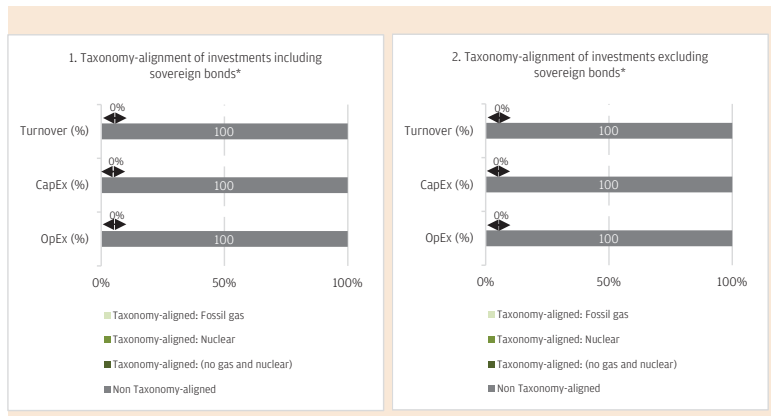 1. Taxonomy-alignment of investments including
sovereign bonds*
0%
Turnover (%)
100
0%
CapEx (%)
100
0%
OpEx (%)
100
0%
50%
100%
Taxonomy-aligned: Fossil gas
Taxonomy-aligned: Nuclear
Taxonomy-aligned: (no gas and nuclear)
Non Taxonomy-aligned
2. Taxonomy-alignment of investments excluding
sovereign bonds*
0%
Turnover (%)
100
0%
CapEx (%)
100
0%
OpEx (%)
100
0%
50%
100%
Taxonomy-aligned: Fossil gas
Taxonomy-aligned: Nuclear
Taxonomy-aligned: (no gas and nuclear)
Non Taxonomy-aligned